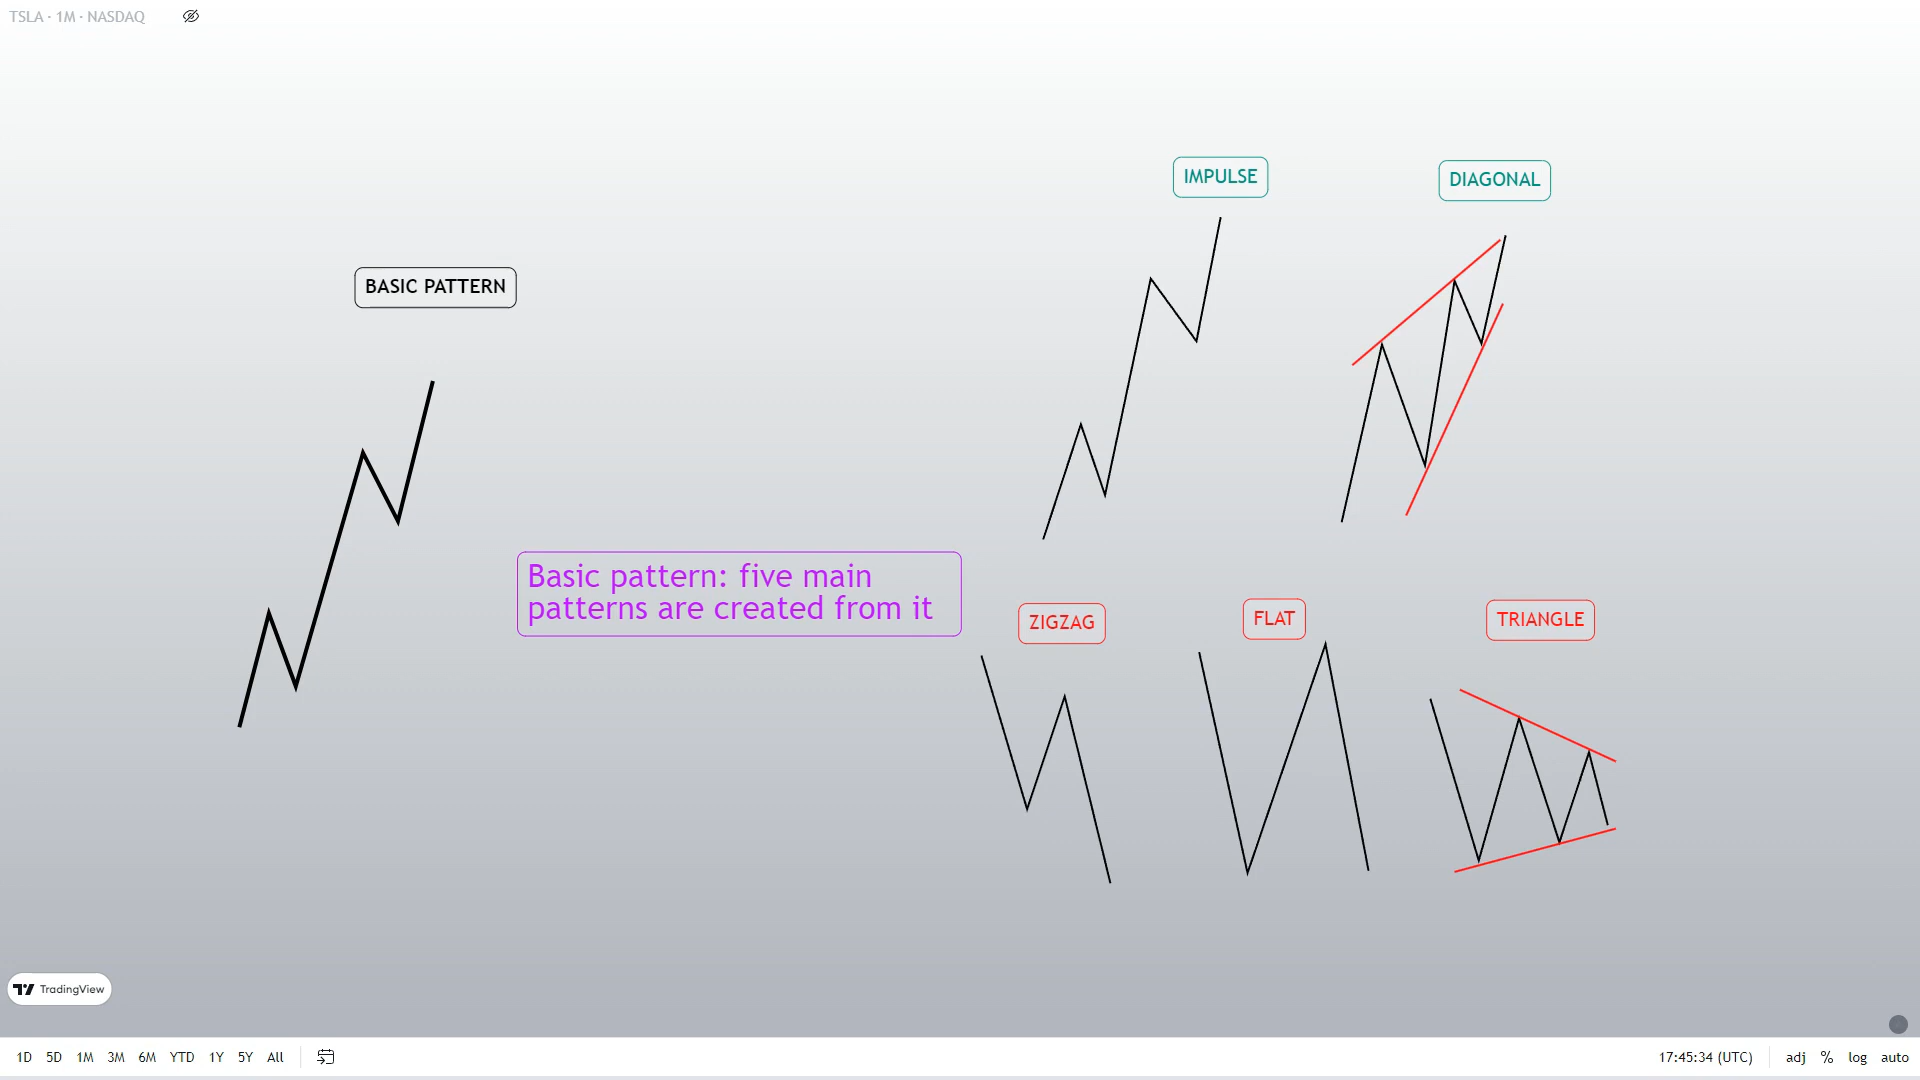 TSLA · 1M · NASDAQ
IMPULSE
DIAGONAL
BASIC PATTERN
Basic pattern: five main
patterns are created from it
ZIGZAG
FLAT
TRIANGLE
TradingView
1D 5D 1M 3M 6M YTD 1Y 5Y All
17:45:34 (UTC) adj % log auto